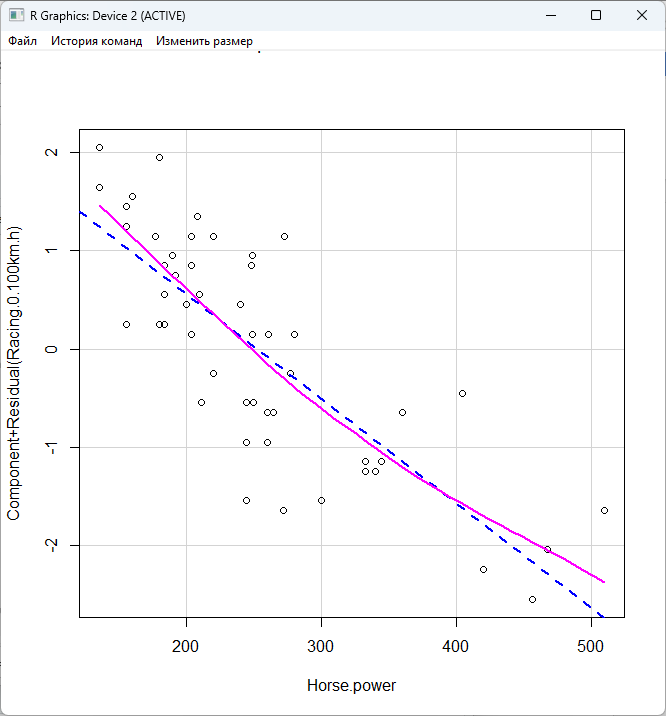 R Graphics: Device 2 (ACTIVE)
Файл История команд Изменить размер
Component+Residual(Racing.0.100km.h)
2
1
0
-1
-2
200 300 400 500
Horse.power